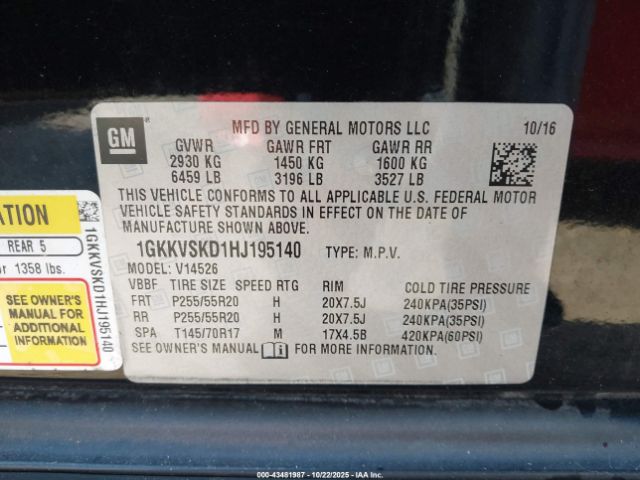 GM
MFD BY GENERAL MOTORS LLC 10/16
GVWR GAWR FRT GAWR RR
2930 KG 1450 KG 1600 KG
6459 LB 3196 LB 3527 LB
THIS VEHICLE CONFORMS TO ALL APPLICABLE U.S. FEDERAL MOTOR
VEHICLE SAFETY STANDARDS IN EFFECT ON THE DATE OF
MANUFACTURE SHOWN ABOVE.
1GKKVSKD1HJ195140 TYPE: M.P.V.
MODEL: V14526
VBBF TIRE SIZE SPEED RTG RIM COLD TIRE PRESSURE
FRT P255/55R20 H 20X7.5J 240KPA(35PSI)
RR P255/55R20 H 20X7.5J 240KPA(35PSI)
SPA T145/70R17 M 17X4.5B 420KPA(60PSI)
SEE OWNER'S MANUAL FOR MORE INFORMATION.
ATION
REAR 5
or 1358 lbs.
SEE OWNER'S
MANUAL FOR
ADDITIONAL
INFORMATION
1GKKVSKD1HJ195140
000-43481987 - 10/22/2025 - IAAI.COM